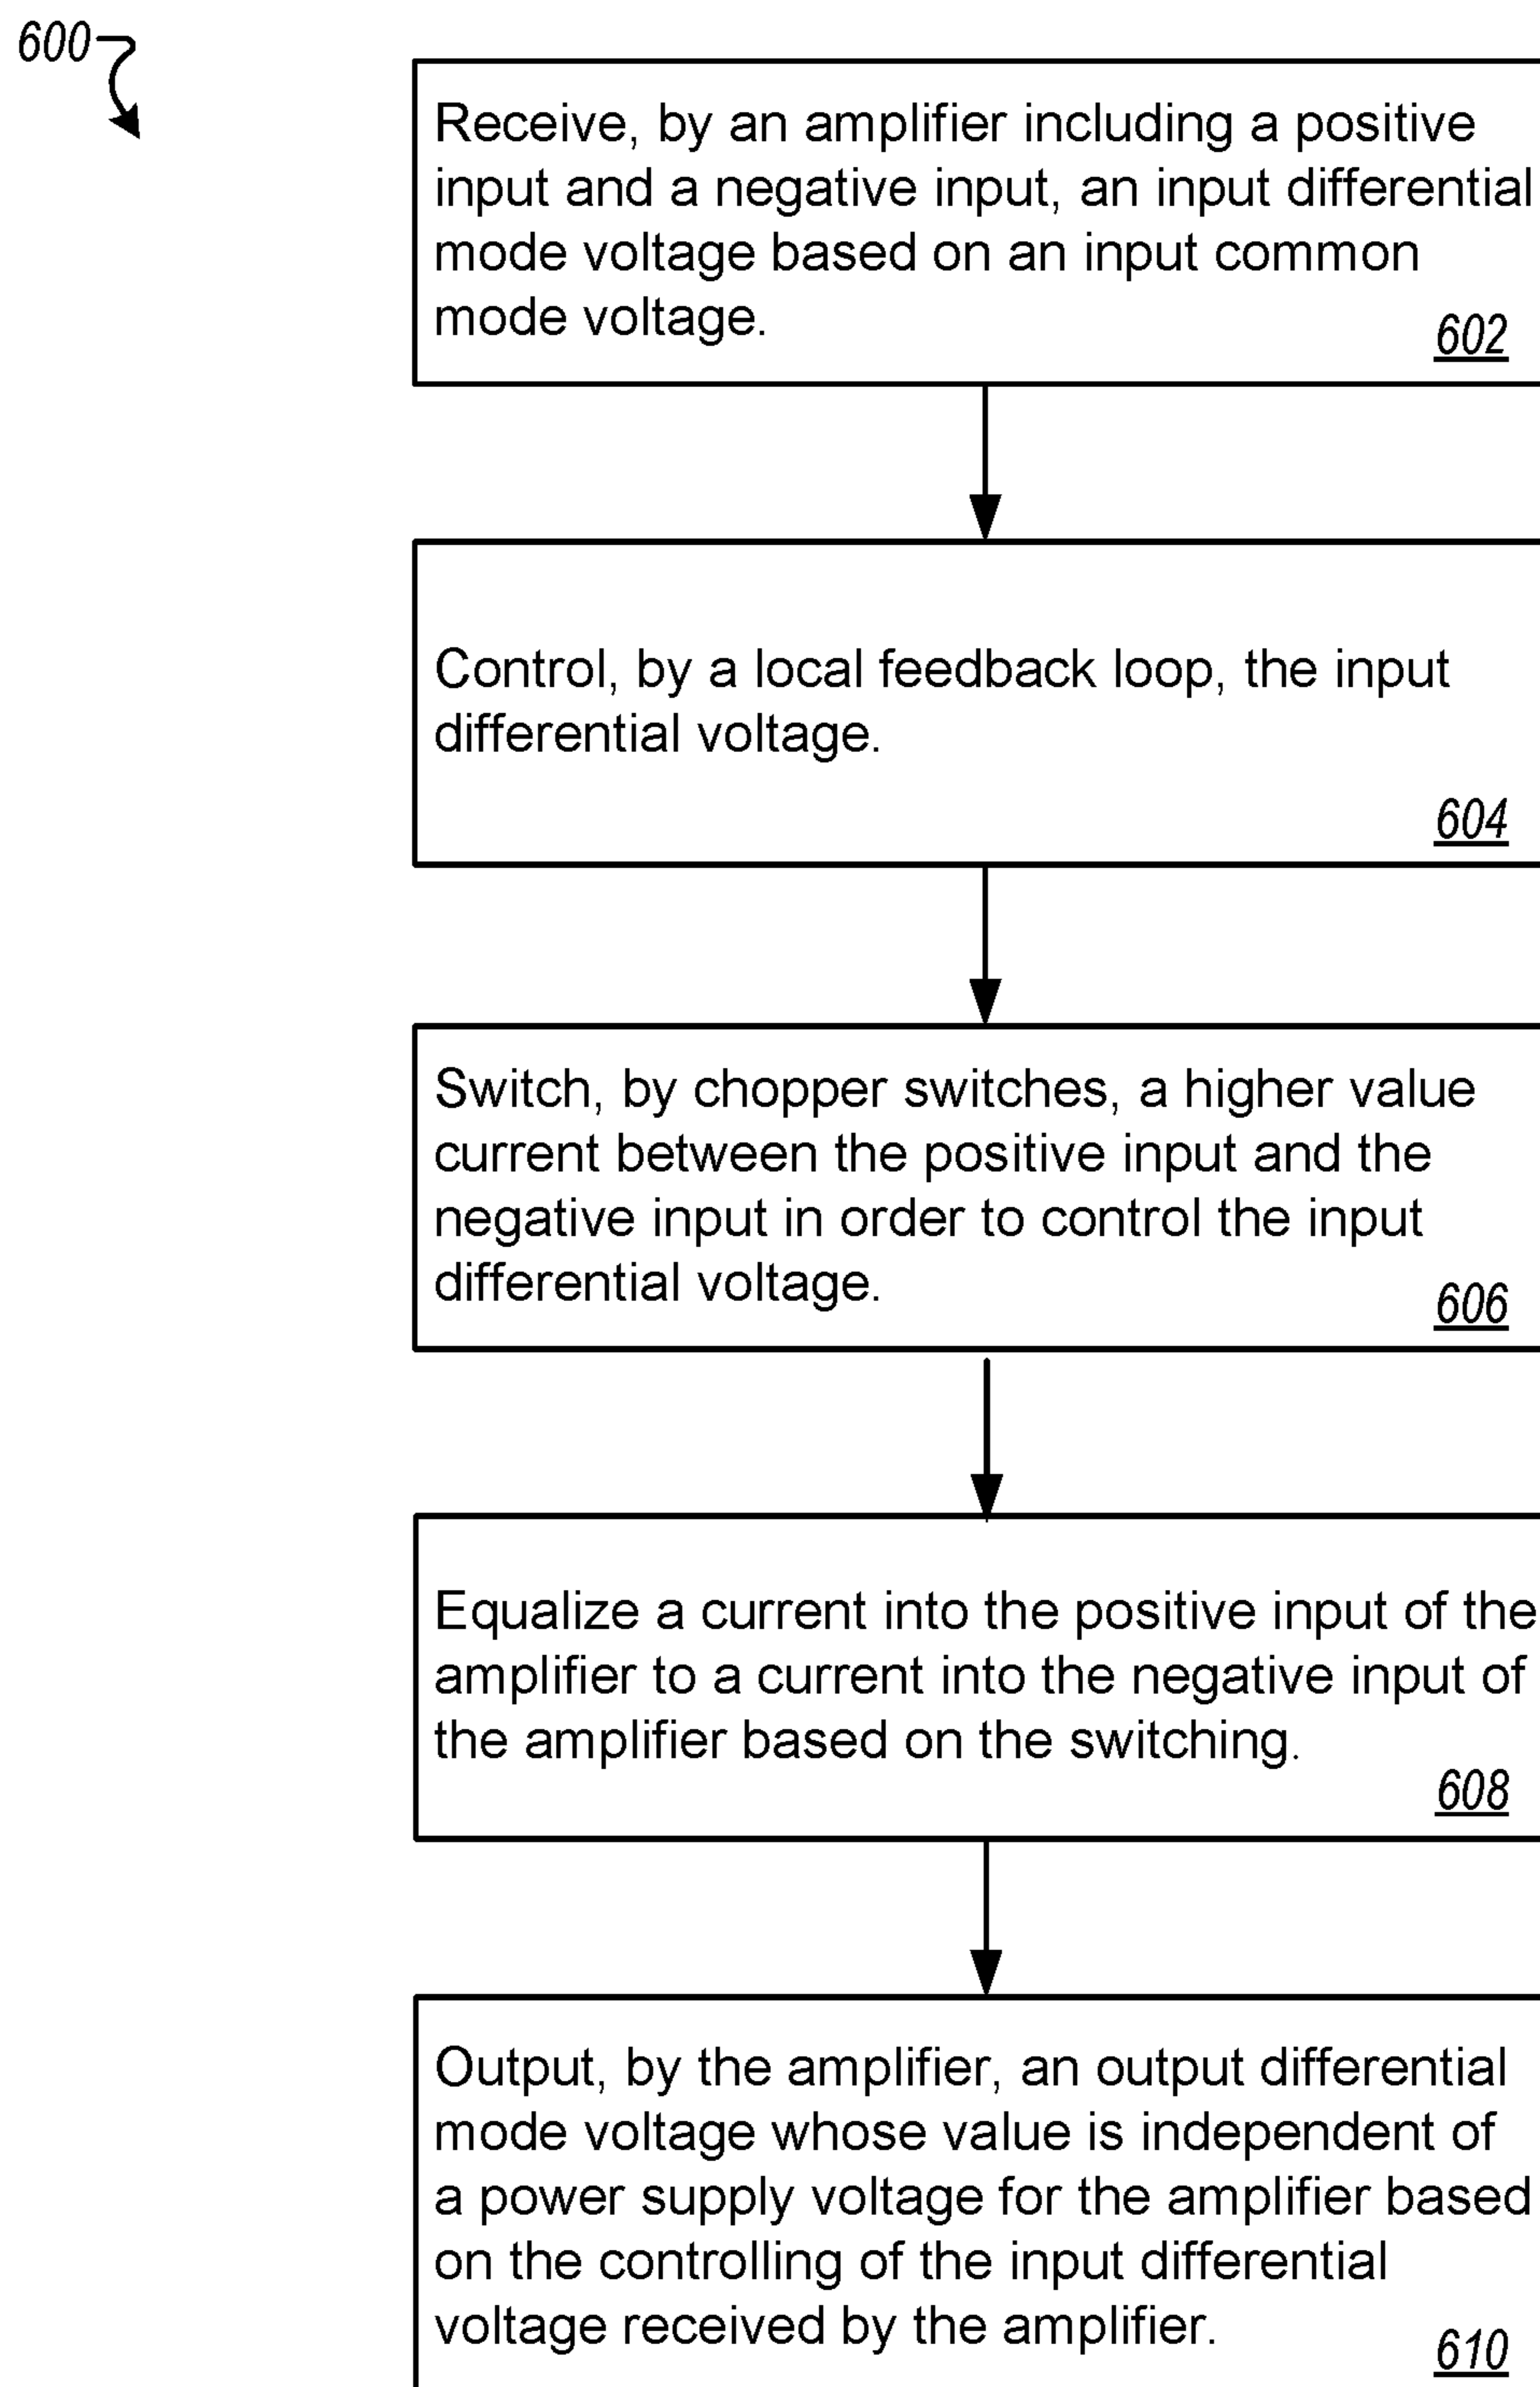 600
Receive, by an amplifier including a positive
input and a negative input, an input differential
mode voltage based on an input common
mode voltage.
602
Control, by a local feedback loop, the input
differential voltage.
604
Switch, by chopper switches, a higher value
current between the positive input and the
negative input in order to control the input
differential voltage.
606
Equalize a current into the positive input of the
amplifier to a current into the negative input of
the amplifier based on the switching.
608
Output, by the amplifier, an output differential
mode voltage whose value is independent of
a power supply voltage for the amplifier based
on the controlling of the input differential
voltage received by the amplifier.
610